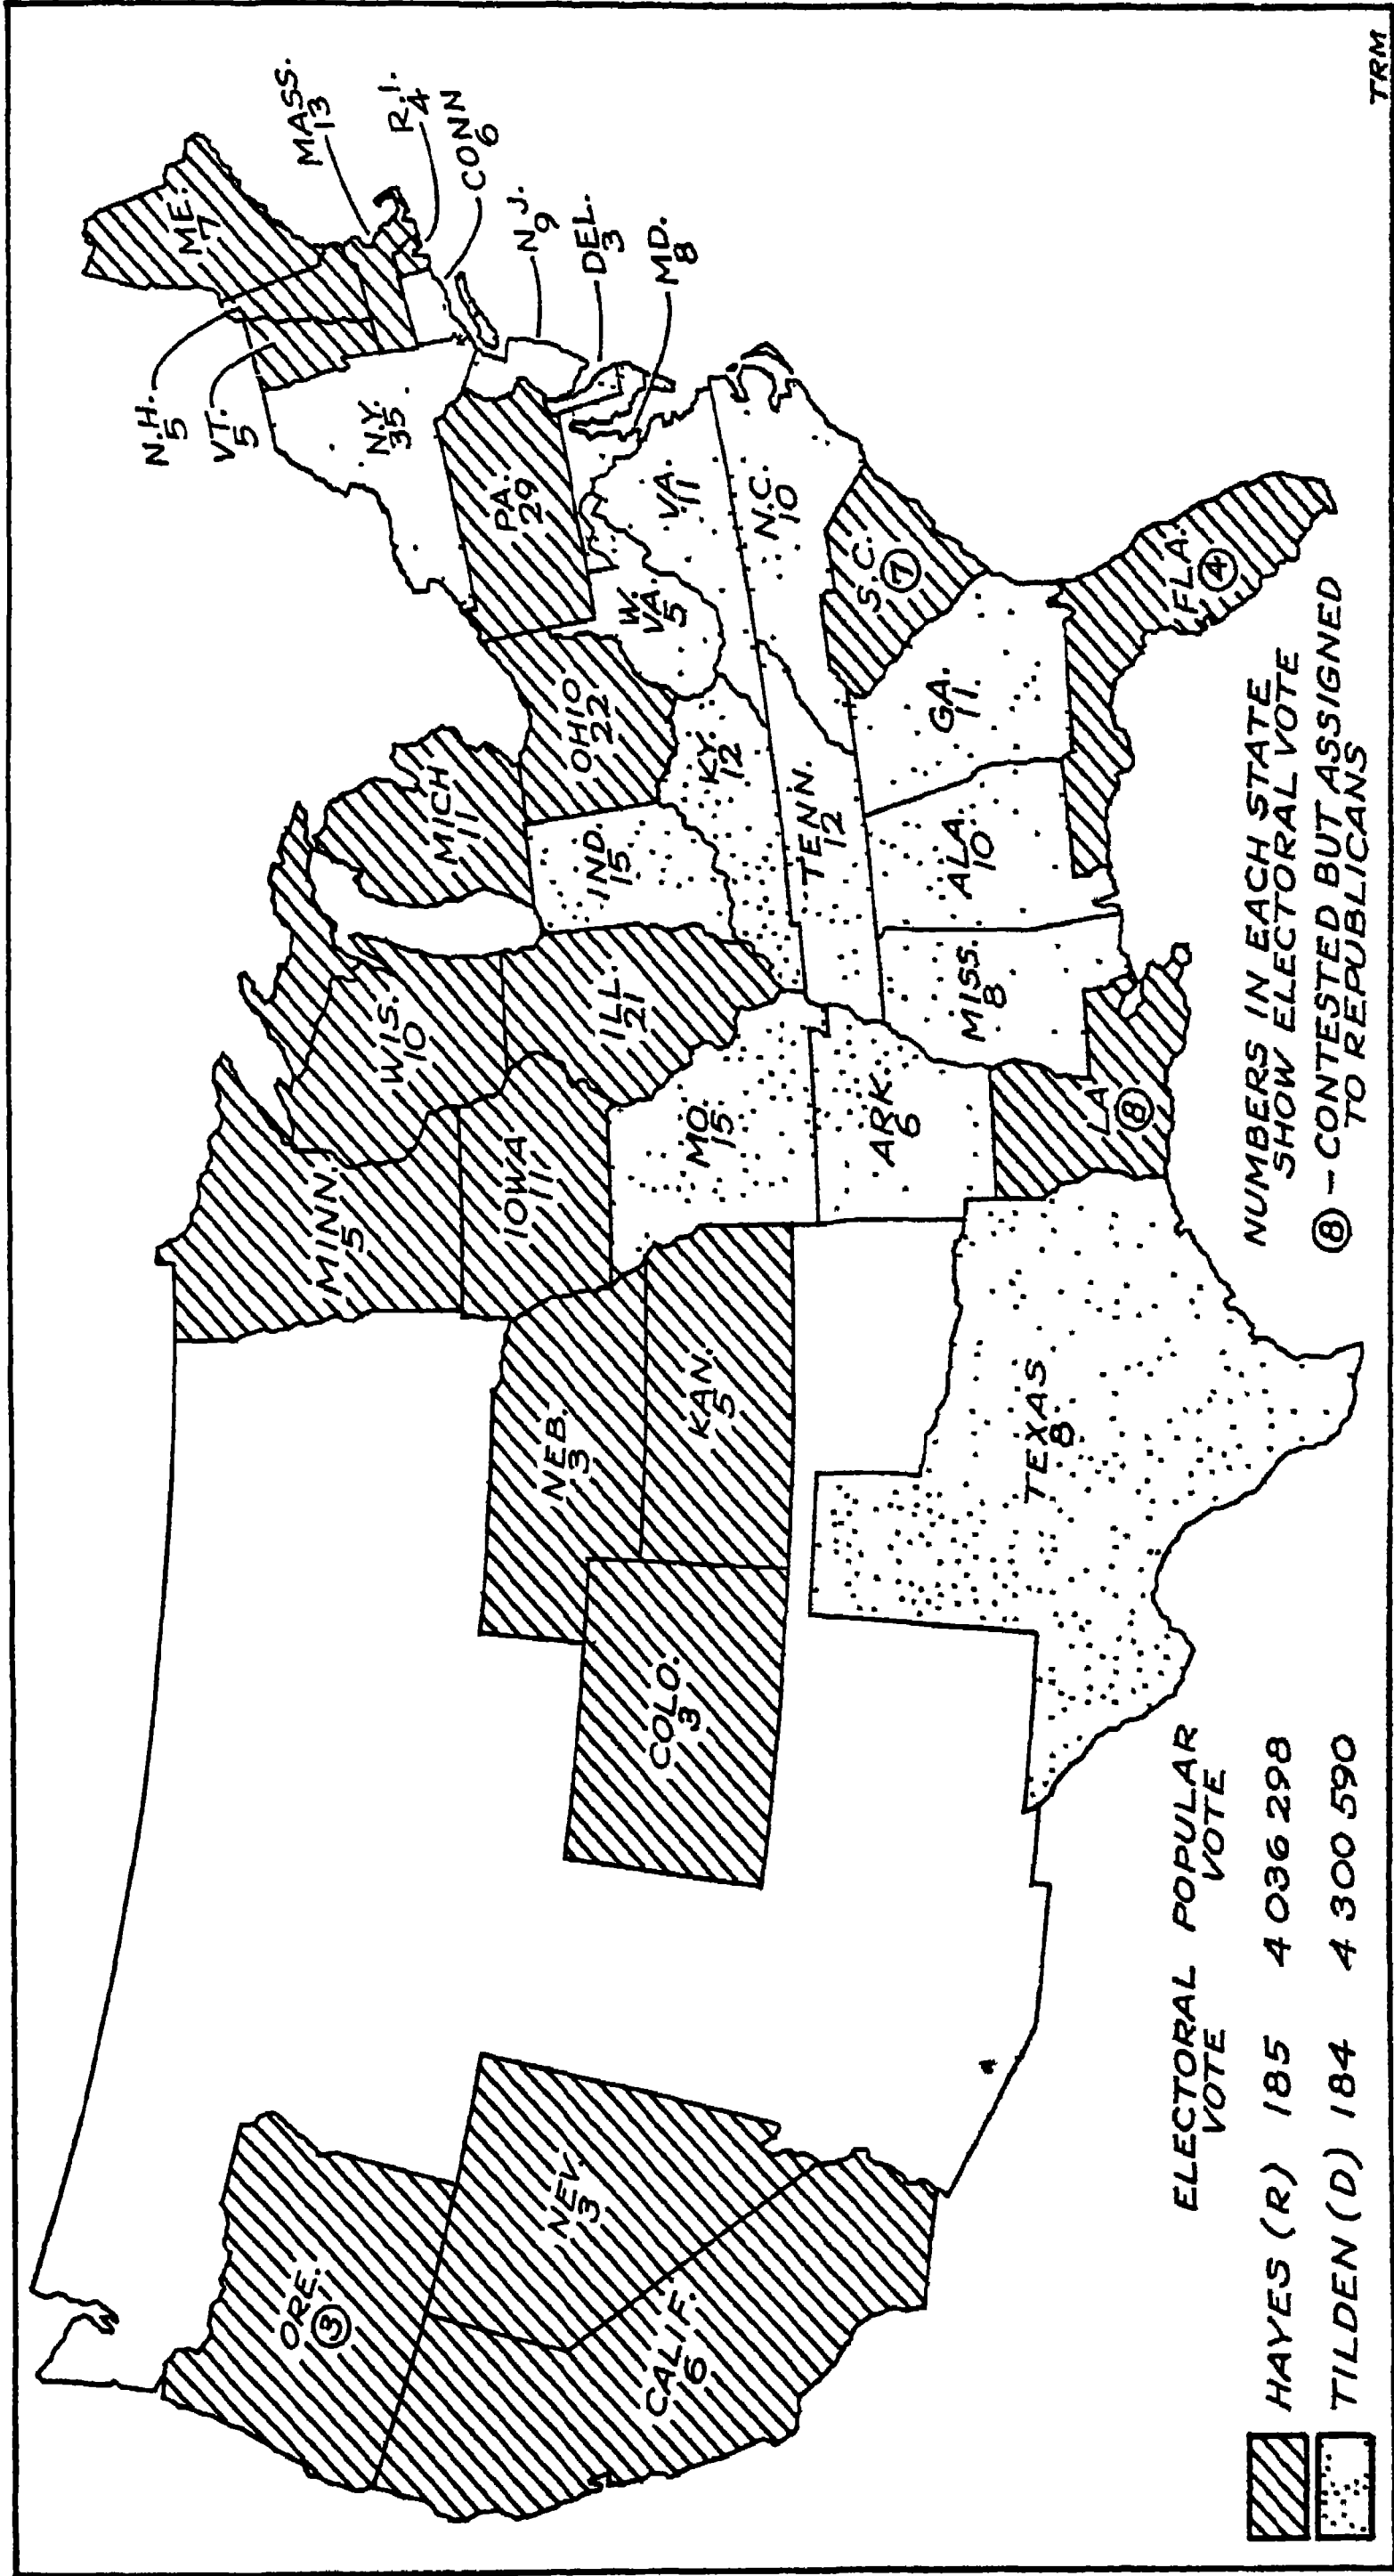 ORE.
③
CALIF.
6
NEV.
3
COLO.
3
NEB.
3
KAN.
5
TEXAS
8
MINN.
5
IOWA
11
MO.
15
ARK.
6
LA
⑧
WIS.
10
ILL.
21
MICH
11
IND.
15
OHIO
22
KY.
12
TENN.
12
MISS.
8
ALA.
10
GA.
11
FLA.
④
S.C.
⑦
N.C.
10
VA.
11
W.
VA.
5
PA.
29
N.Y.
35
VT.
5
N.H.
5
ME.
7
MASS.
13
R.I.
4
CONN
6
N.J.
9
DEL.
3
MD.
8
ELECTORAL POPULAR
VOTE VOTE
HAYES (R) 185 4 036 298
TILDEN (D) 184 4 300 590
NUMBERS IN EACH STATE
SHOW ELECTORAL VOTE
⑧ - CONTESTED BUT ASSIGNED
TO REPUBLICANS
TRM